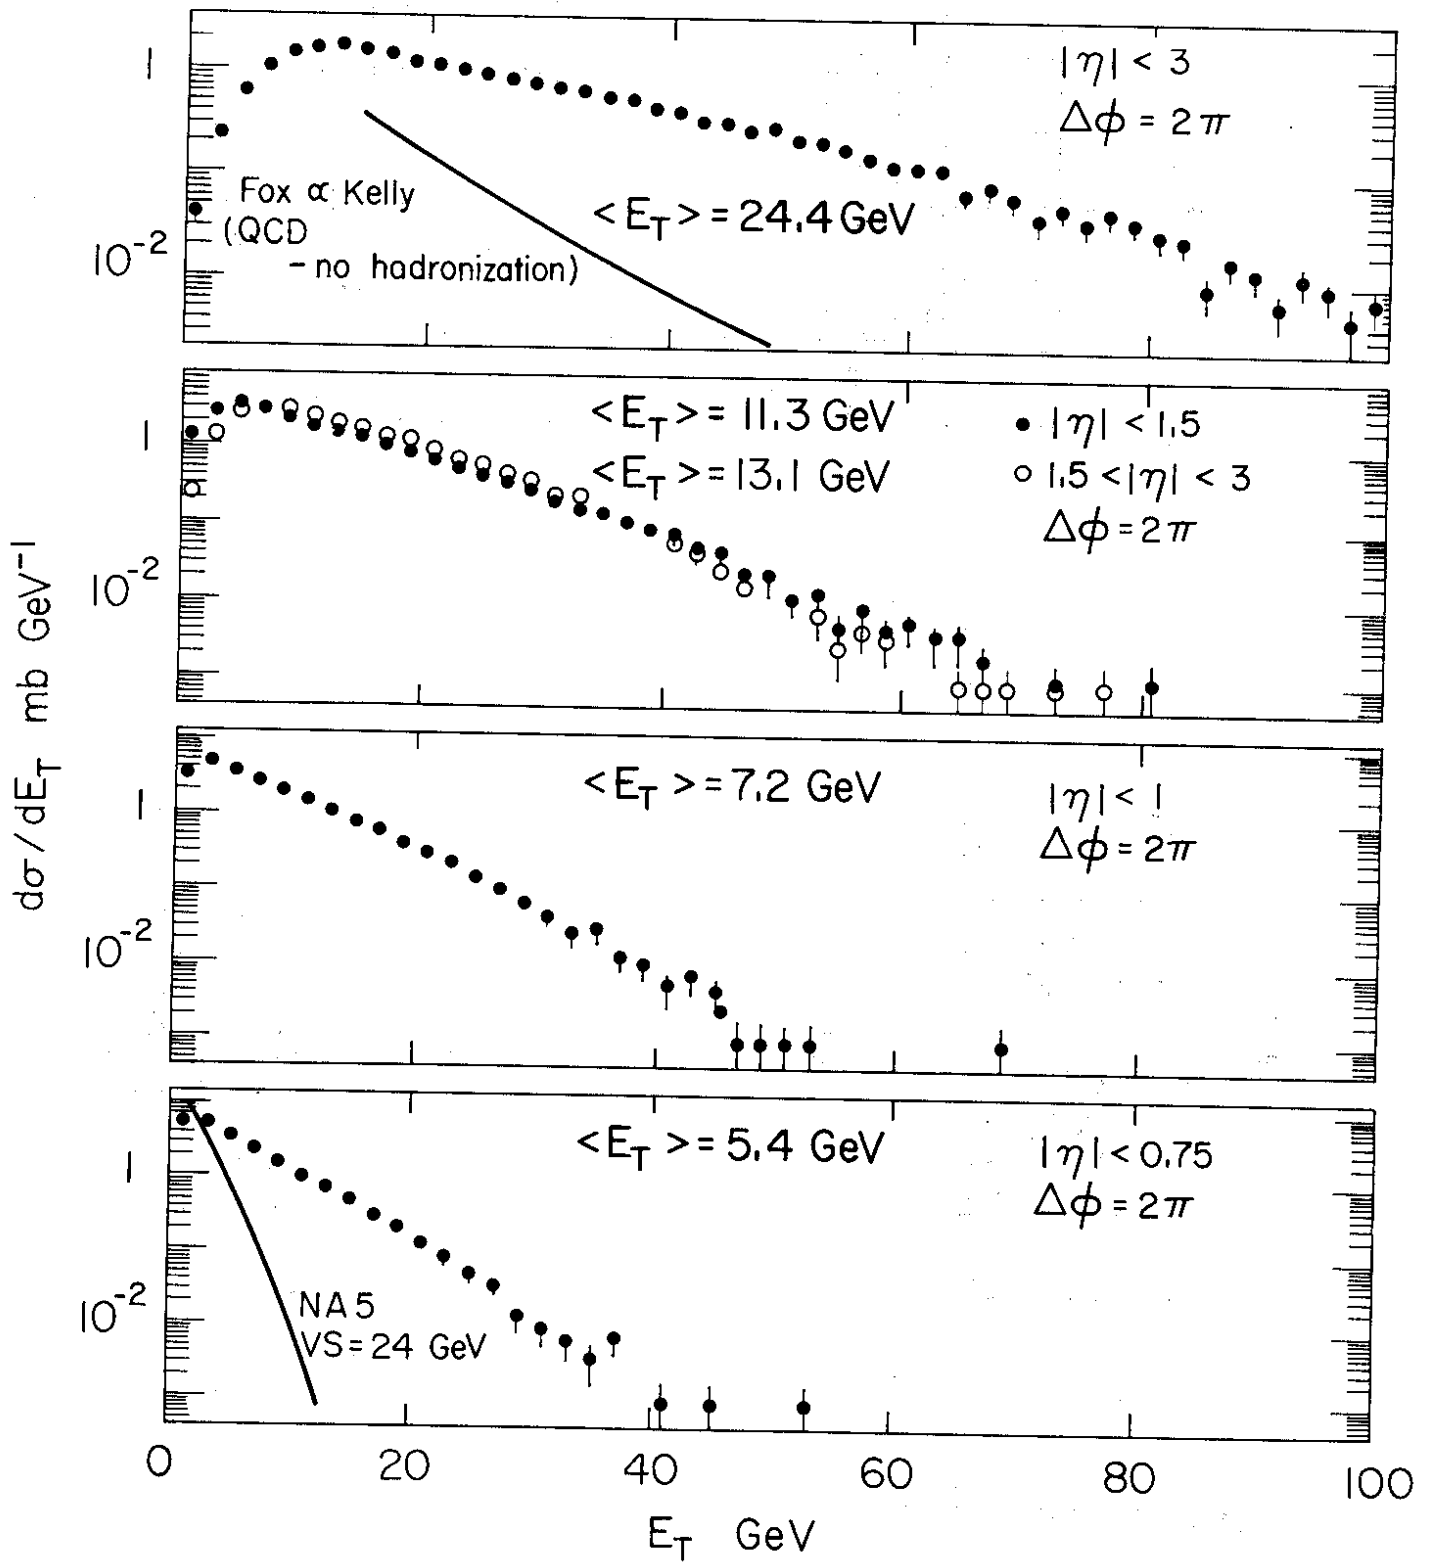 1
10⁻²
|η| < 3
Δϕ = 2π
Fox ∝ Kelly
(QCD
- no hadronization)
<E_T> = 24.4 GeV
1
10⁻²
<E_T> = 11.3 GeV
<E_T> = 13.1 GeV
● |η| < 1.5
○ 1.5 < |η| < 3
Δϕ = 2π
dσ/dE_T mb GeV⁻¹
1
10⁻²
<E_T> = 7.2 GeV
|η| < 1
Δϕ = 2π
1
10⁻²
<E_T> = 5.4 GeV
|η| < 0.75
Δϕ = 2π
NA5
VS = 24 GeV
0 20 40 60 80 100
E_T GeV